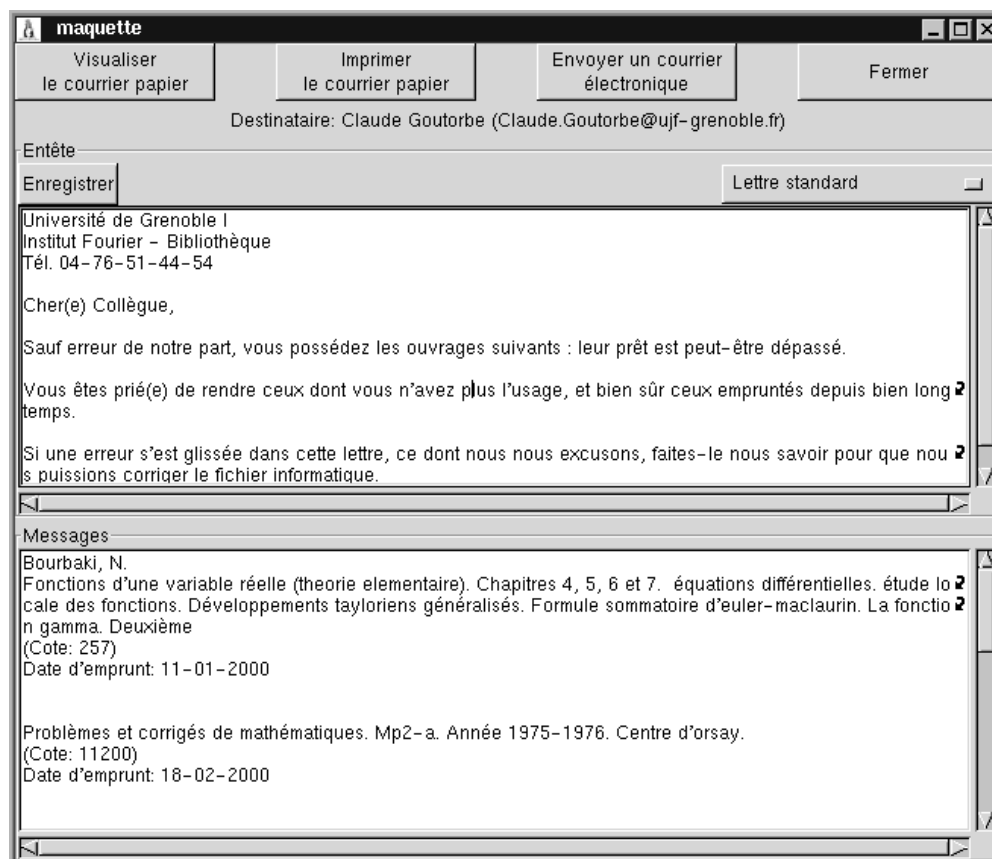 maquette
Visualiser
le courrier papier
Imprimer
le courrier papier
Envoyer un courrier
électronique
Fermer
Destinataire: Claude Goutorbe (Claude.Goutorbe@ujf-grenoble.fr)
Entête
Enregistrer
Lettre standard
Université de Grenoble I
Institut Fourier - Bibliothèque
Tél. 04-76-51-44-54
Cher(e) Collègue,
Sauf erreur de notre part, vous possédez les ouvrages suivants : leur prêt est peut-être dépassé.
Vous êtes prié(e) de rendre ceux dont vous n'avez plus l'usage, et bien sûr ceux empruntés depuis bien long
temps.
Si une erreur s'est glissée dans cette lettre, ce dont nous nous excusons, faites-le nous savoir pour que nou
s puissions corriger le fichier informatique.
Messages
Bourbaki, N.
Fonctions d'une variable réelle (theorie elementaire). Chapitres 4, 5, 6 et 7.  équations différentielles. étude lo
cale des fonctions. Développements tayloriens généralisés. Formule sommatoire d'euler-maclaurin. La fonctio
n gamma. Deuxième
(Cote: 257)
Date d'emprunt: 11-01-2000
Problèmes et corrigés de mathématiques. Mp2-a. Année 1975-1976. Centre d'orsay.
(Cote: 11200)
Date d'emprunt: 18-02-2000